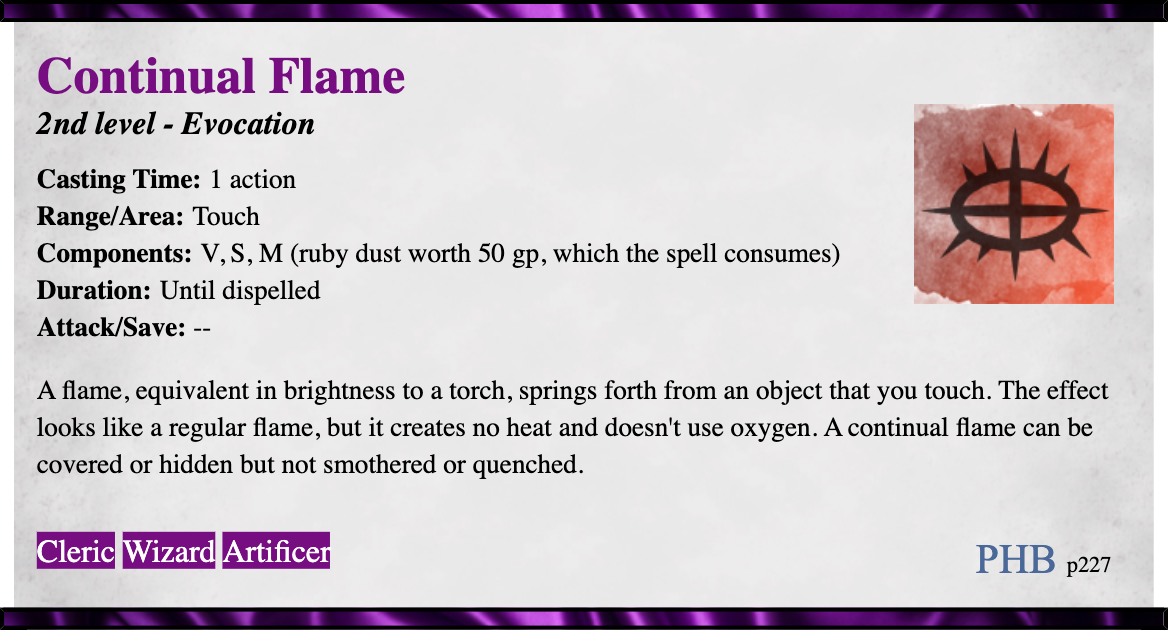 Continual Flame
2nd level - Evocation
Casting Time: 1 action
Range/Area: Touch
Components: V, S, M (ruby dust worth 50 gp, which the spell consumes)
Duration: Until dispelled
Attack/Save: --
A flame, equivalent in brightness to a torch, springs forth from an object that you touch. The effect
looks like a regular flame, but it creates no heat and doesn't use oxygen. A continual flame can be
covered or hidden but not smothered or quenched.
Cleric Wizard Artificer
PHB p227